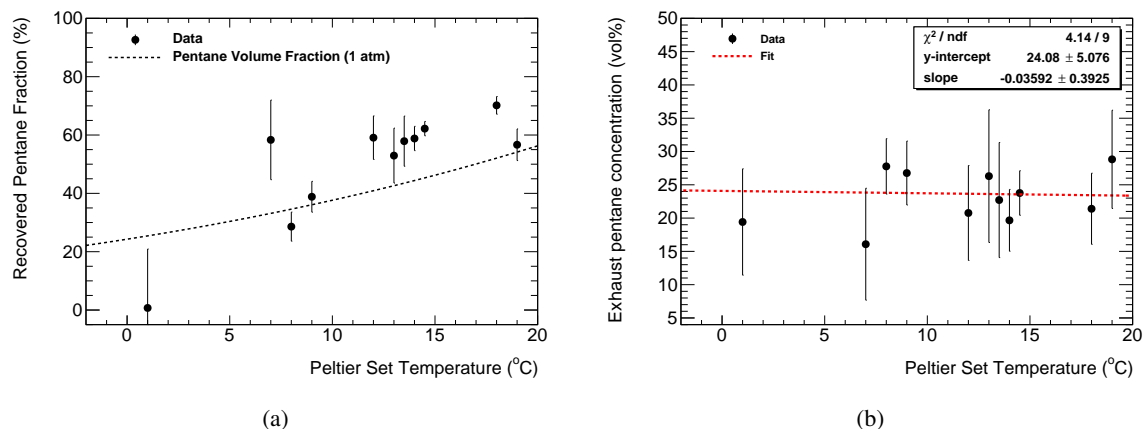 Recovered Pentane Fraction (%)
100
80
60
40
20
0
Data
Pentane Volume Fraction (1 atm)
0 5 10 15 20
Peltier Set Temperature (°C)
(a)
Exhaust pentane concentration (vol%)
50
45
40
35
30
25
20
15
10
5
Data
Fit
χ² / ndf 4.14 / 9
y-intercept 24.08 ± 5.076
slope -0.03592 ± 0.3925
0 5 10 15 20
Peltier Set Temperature (°C)
(b)